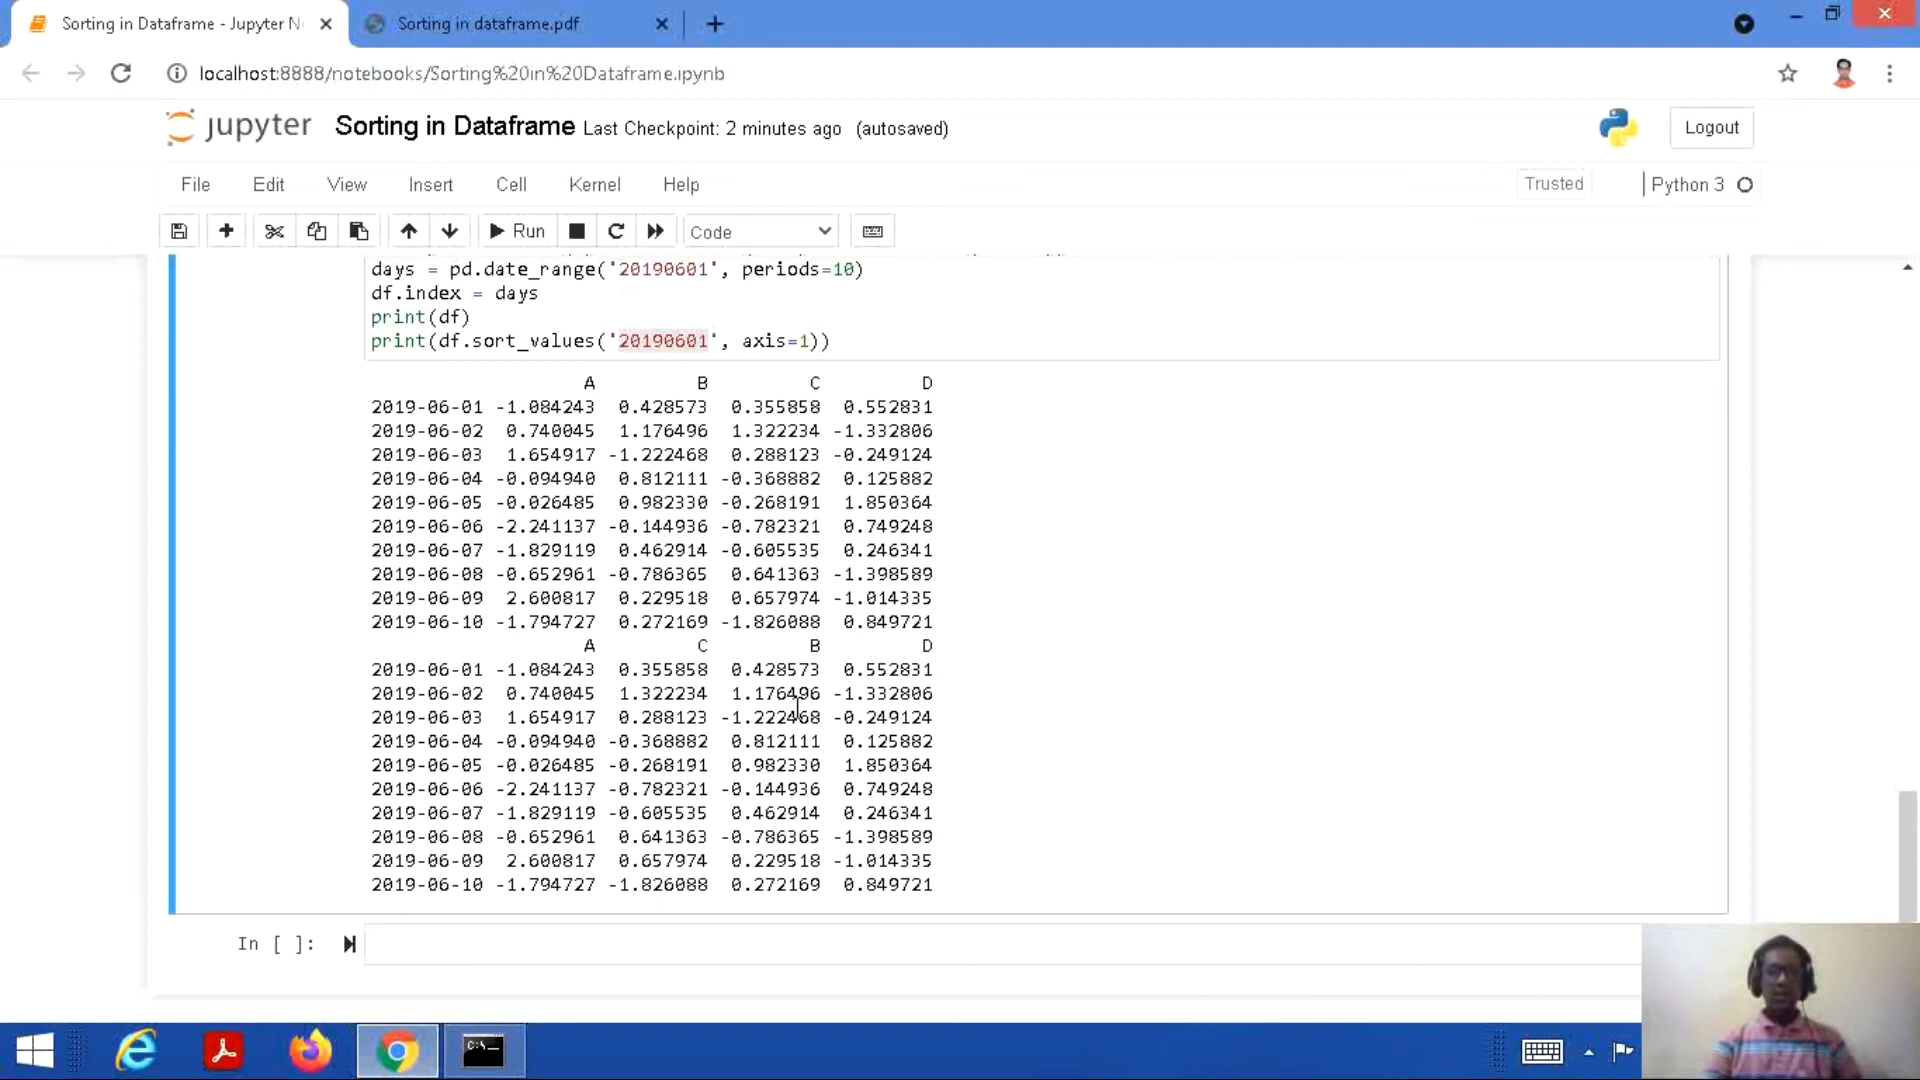 Sorting in Dataframe - Jupyter N
Sorting in dataframe.pdf
localhost:8888/notebooks/Sorting%20in%20Dataframe.ipynb
jupyter Sorting in Dataframe Last Checkpoint: 2 minutes ago (autosaved)
Logout
File Edit View Insert Cell Kernel Help
Trusted
Python 3
Run
Code
days = pd.date_range('20190601', periods=10)
df.index = days
print(df)
print(df.sort_values('20190601', axis=1))
A B C D
2019-06-01 -1.084243 0.428573 0.355858 0.552831
2019-06-02 0.740045 1.176496 1.322234 -1.332806
2019-06-03 1.654917 -1.222468 0.288123 -0.249124
2019-06-04 -0.094940 0.812111 -0.368882 0.125882
2019-06-05 -0.026485 0.982330 -0.268191 1.850364
2019-06-06 -2.241137 -0.144936 -0.782321 0.749248
2019-06-07 -1.829119 0.462914 -0.605535 0.246341
2019-06-08 -0.652961 -0.786365 0.641363 -1.398589
2019-06-09 2.600817 0.229518 0.657974 -1.014335
2019-06-10 -1.794727 0.272169 -1.826088 0.849721
A C B D
2019-06-01 -1.084243 0.355858 0.428573 0.552831
2019-06-02 0.740045 1.322234 1.176496 -1.332806
2019-06-03 1.654917 0.288123 -1.222468 -0.249124
2019-06-04 -0.094940 -0.368882 0.812111 0.125882
2019-06-05 -0.026485 -0.268191 0.982330 1.850364
2019-06-06 -2.241137 -0.782321 -0.144936 0.749248
2019-06-07 -1.829119 -0.605535 0.462914 0.246341
2019-06-08 -0.652961 0.641363 -0.786365 -1.398589
2019-06-09 2.600817 0.657974 0.229518 -1.014335
2019-06-10 -1.794727 -1.826088 0.272169 0.849721
In [ ]: